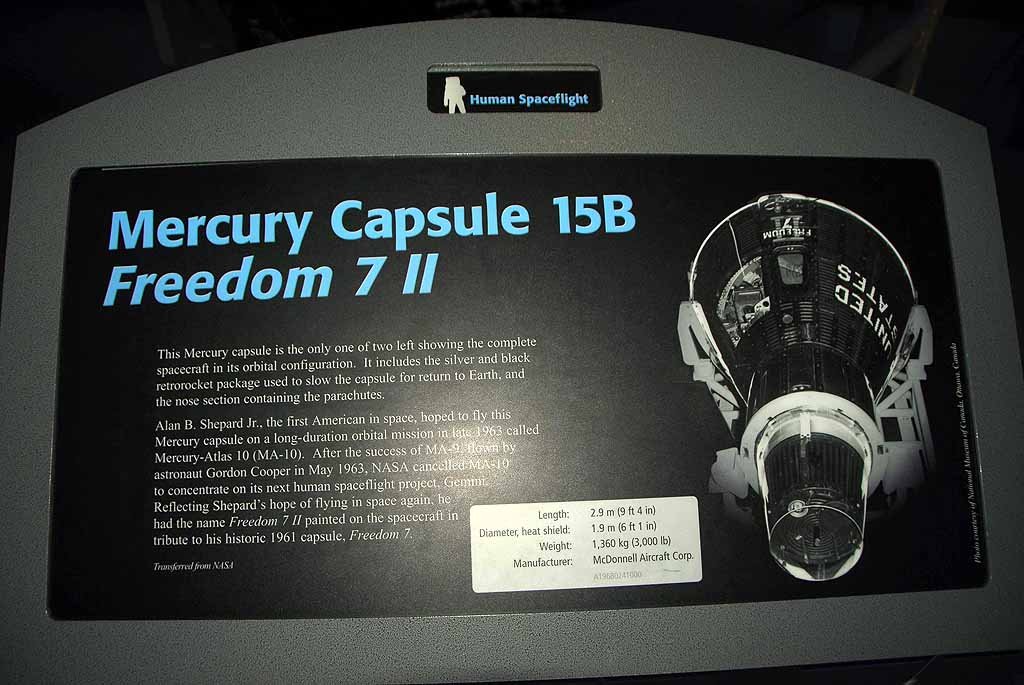 Human Spaceflight
Mercury Capsule 15B
Freedom 7 II
This Mercury capsule is the only one of two left showing the complete
spacecraft in its orbital configuration. It includes the silver and black
retrorocket package used to slow the capsule for return to Earth, and
the nose section containing the parachutes.
Alan B. Shepard Jr., the first American in space, hoped to fly this
Mercury capsule on a long-duration orbital mission in late 1963 called
Mercury-Atlas 10 (MA-10). After the success of MA-9, flown by
astronaut Gordon Cooper in May 1963, NASA cancelled MA-10
to concentrate on its next human spaceflight project, Gemini.
Reflecting Shepard's hope of flying in space again, he
had the name Freedom 7 II painted on the spacecraft in
tribute to his historic 1961 capsule, Freedom 7.
Transferred from NASA
Length: 2.9 m (9 ft 4 in)
Diameter, heat shield: 1.9 m (6 ft 1 in)
Weight: 1,360 kg (3,000 lb)
Manufacturer: McDonnell Aircraft Corp.
A19680241000
FREEDOM
7
UNITED
STATES
Photo courtesy of National Museum of Canada, Ottawa, Canada